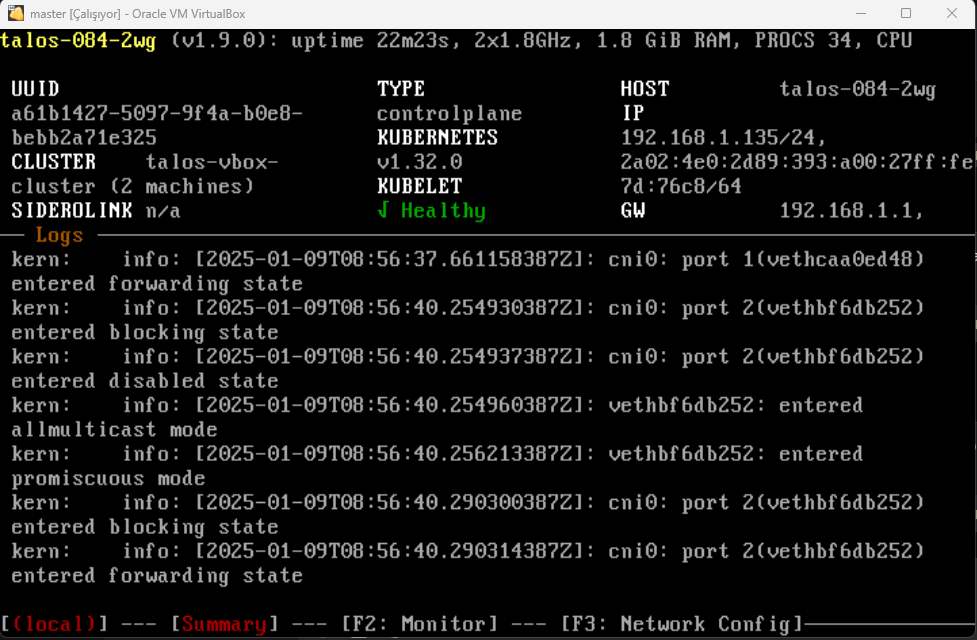 master [Çalışıyor] - Oracle VM VirtualBox
talos-084-2wg (v1.9.0): uptime 22m23s, 2x1.8GHz, 1.8 GiB RAM, PROCS 34, CPU
UUID TYPE HOST talos-084-2wg
a61b1427-5097-9f4a-b0e8- controlplane IP
bebb2a71e325 KUBERNETES 192.168.1.135/24,
CLUSTER talos-vbox- v1.32.0 2a02:4e0:2d89:393:a00:27ff:fe
cluster (2 machines) KUBELET 7d:76c8/64
SIDEROLINK n/a √ Healthy GW 192.168.1.1,
Logs
kern: info: [2025-01-09T08:56:37.661158387Z]: cni0: port 1(vethcaa0ed48)
entered forwarding state
kern: info: [2025-01-09T08:56:40.254930387Z]: cni0: port 2(vethbf6db252)
entered blocking state
kern: info: [2025-01-09T08:56:40.254937387Z]: cni0: port 2(vethbf6db252)
entered disabled state
kern: info: [2025-01-09T08:56:40.254960387Z]: vethbf6db252: entered
allmulticast mode
kern: info: [2025-01-09T08:56:40.256213387Z]: vethbf6db252: entered
promiscuous mode
kern: info: [2025-01-09T08:56:40.290300387Z]: cni0: port 2(vethbf6db252)
entered blocking state
kern: info: [2025-01-09T08:56:40.290314387Z]: cni0: port 2(vethbf6db252)
entered forwarding state
[(local)] --- [Summary] --- [F2: Monitor] --- [F3: Network Config]